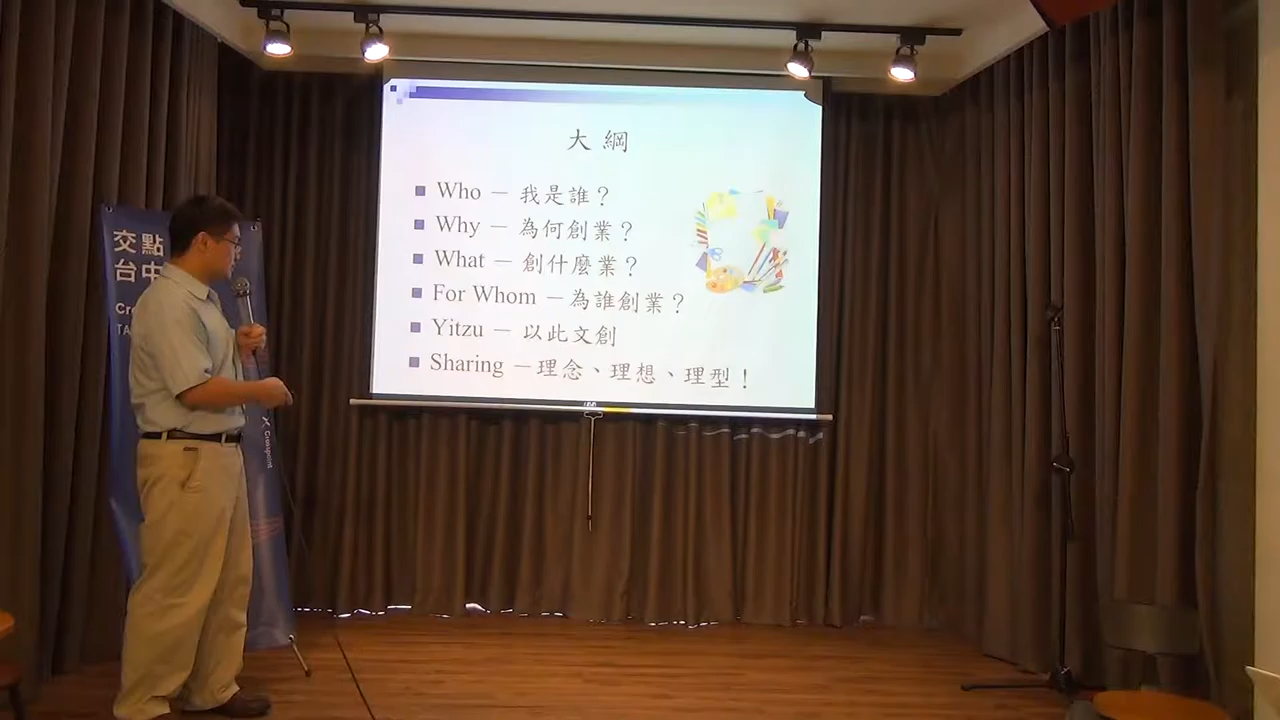 大綱
Who － 我是誰？
Why － 為何創業？
What － 創什麼業？
For Whom － 為誰創業？
Yitzu － 以此文創
Sharing －理念、理想、理型！
交點
台中
Crosspoint